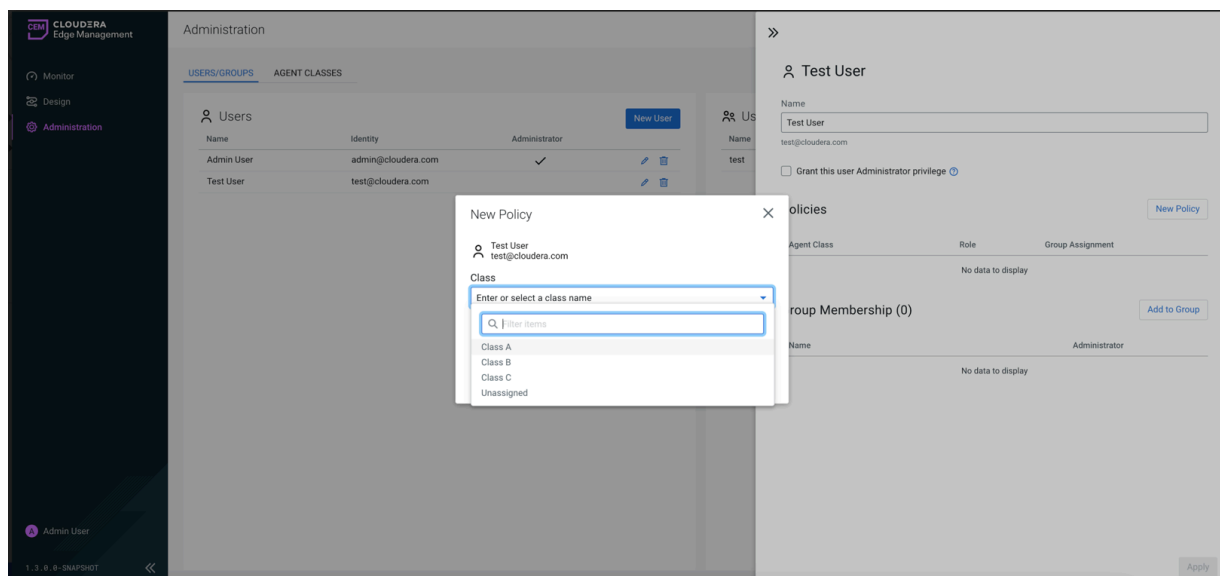 CEM
CLOUDERA
Edge Management
Monitor
Design
Administration
A Admin User
1.3.0.0-SNAPSHOT
Administration
USERS/GROUPS AGENT CLASSES
Users
New User
Name Identity Administrator
Admin User admin@cloudera.com
Test User test@cloudera.com
Us
Name
test
New Policy
Test User
test@cloudera.com
Class
Enter or select a class name
Filter items
Class A
Class B
Class C
Unassigned
Test User
Name
Test User
test@cloudera.com
Grant this user Administrator privilege
olicies
New Policy
Agent Class Role Group Assignment
No data to display
roup Membership (0)
Add to Group
Name Administrator
No data to display
Apply